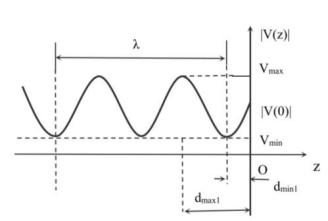 λ
|V(z)|
Vmax
|V(0)|
Vmin
O
z
dmin1
dmax1